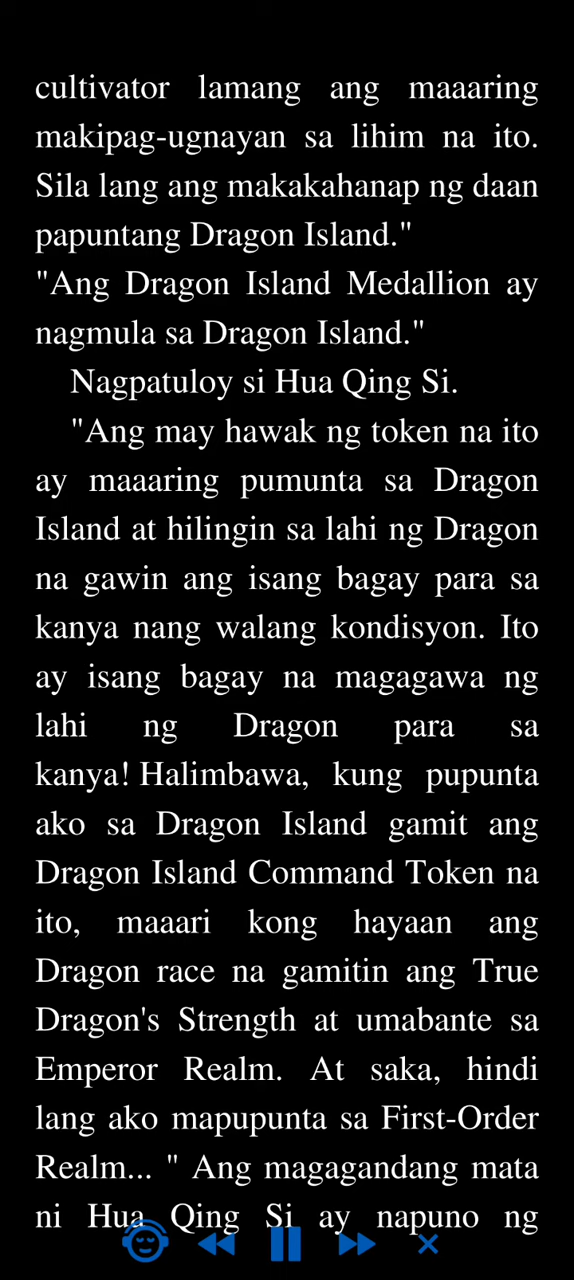 cultivator lamang ang maaaring
makipag-ugnayan sa lihim na ito.
Sila lang ang makakahanap ng daan
papuntang Dragon Island."
"Ang Dragon Island Medallion ay
nagmula sa Dragon Island."
Nagpatuloy si Hua Qing Si.
"Ang may hawak ng token na ito
ay maaaring pumunta sa Dragon
Island at hilingin sa lahi ng Dragon
na gawin ang isang bagay para sa
kanya nang walang kondisyon. Ito
ay isang bagay na magagawa ng
lahi ng Dragon para sa
kanya! Halimbawa, kung pupunta
ako sa Dragon Island gamit ang
Dragon Island Command Token na
ito, maaari kong hayaan ang
Dragon race na gamitin ang True
Dragon's Strength at umabante sa
Emperor Realm. At saka, hindi
lang ako mapupunta sa First-Order
Realm... " Ang magagandang mata
ni Hua Qing Si ay napuno ng